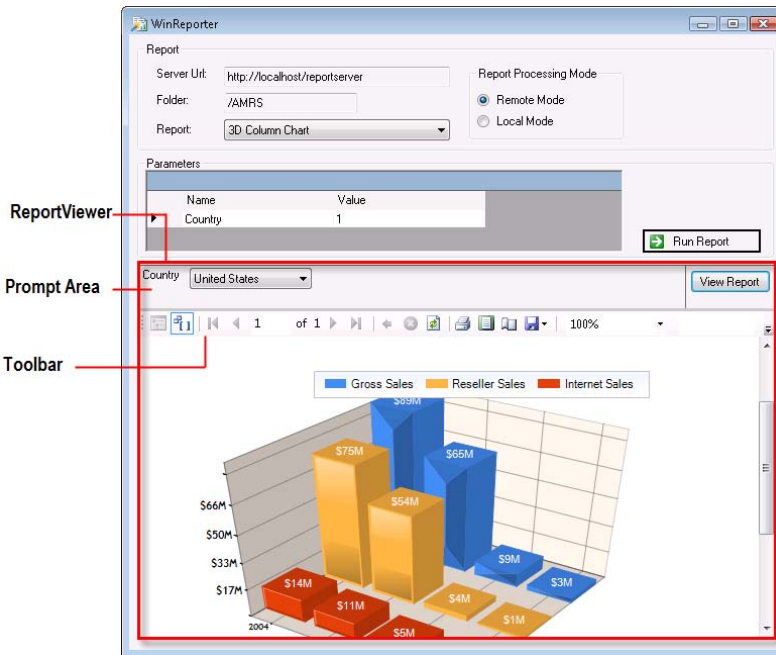 WinReporter
Report
Server Url:
http://localhost/reportserver
Folder:
/AMRS
Report:
3D Column Chart
Report Processing Mode
Remote Mode
Local Mode
Parameters
Name Value
Country 1
Run Report
ReportViewer
Prompt Area
Toolbar
Country United States
View Report
1 of 1
100%
Gross Sales Reseller Sales Internet Sales
$89M
$75M
$65M
$66M
$54M
$50M
$33M
$9M
$17M
$14M
$3M
$11M
$4M
$1M
2004
$5M